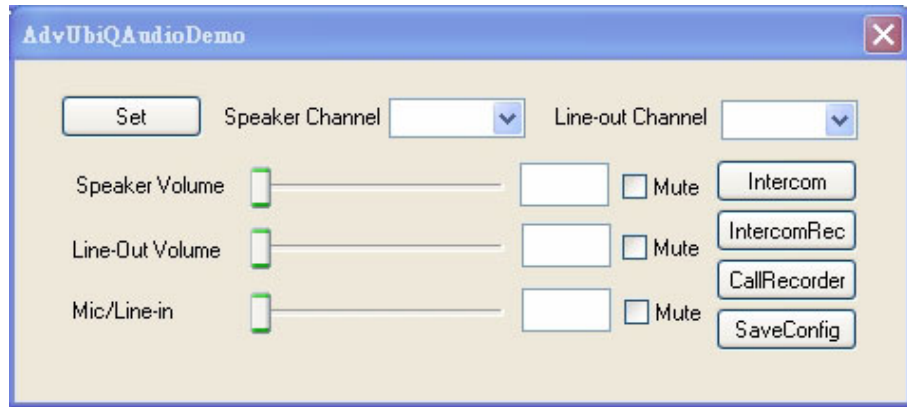 AdvUbiQAudioDemo
Set Speaker Channel Line-out Channel
Speaker Volume Mute Intercom
Line-Out Volume Mute IntercomRec
CallRecorder
Mic/Line-in Mute SaveConfig